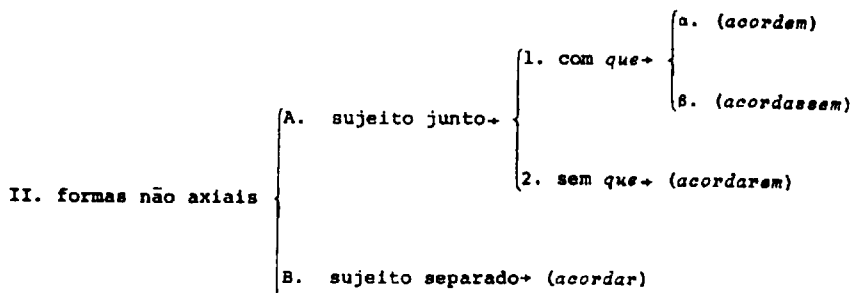 α. (acordem)
1. com que→
β. (acordassem)
A. sujeito junto→
2. sem que→ (acordarem)
II. formas não axiais
B. sujeito separado→ (acordar)